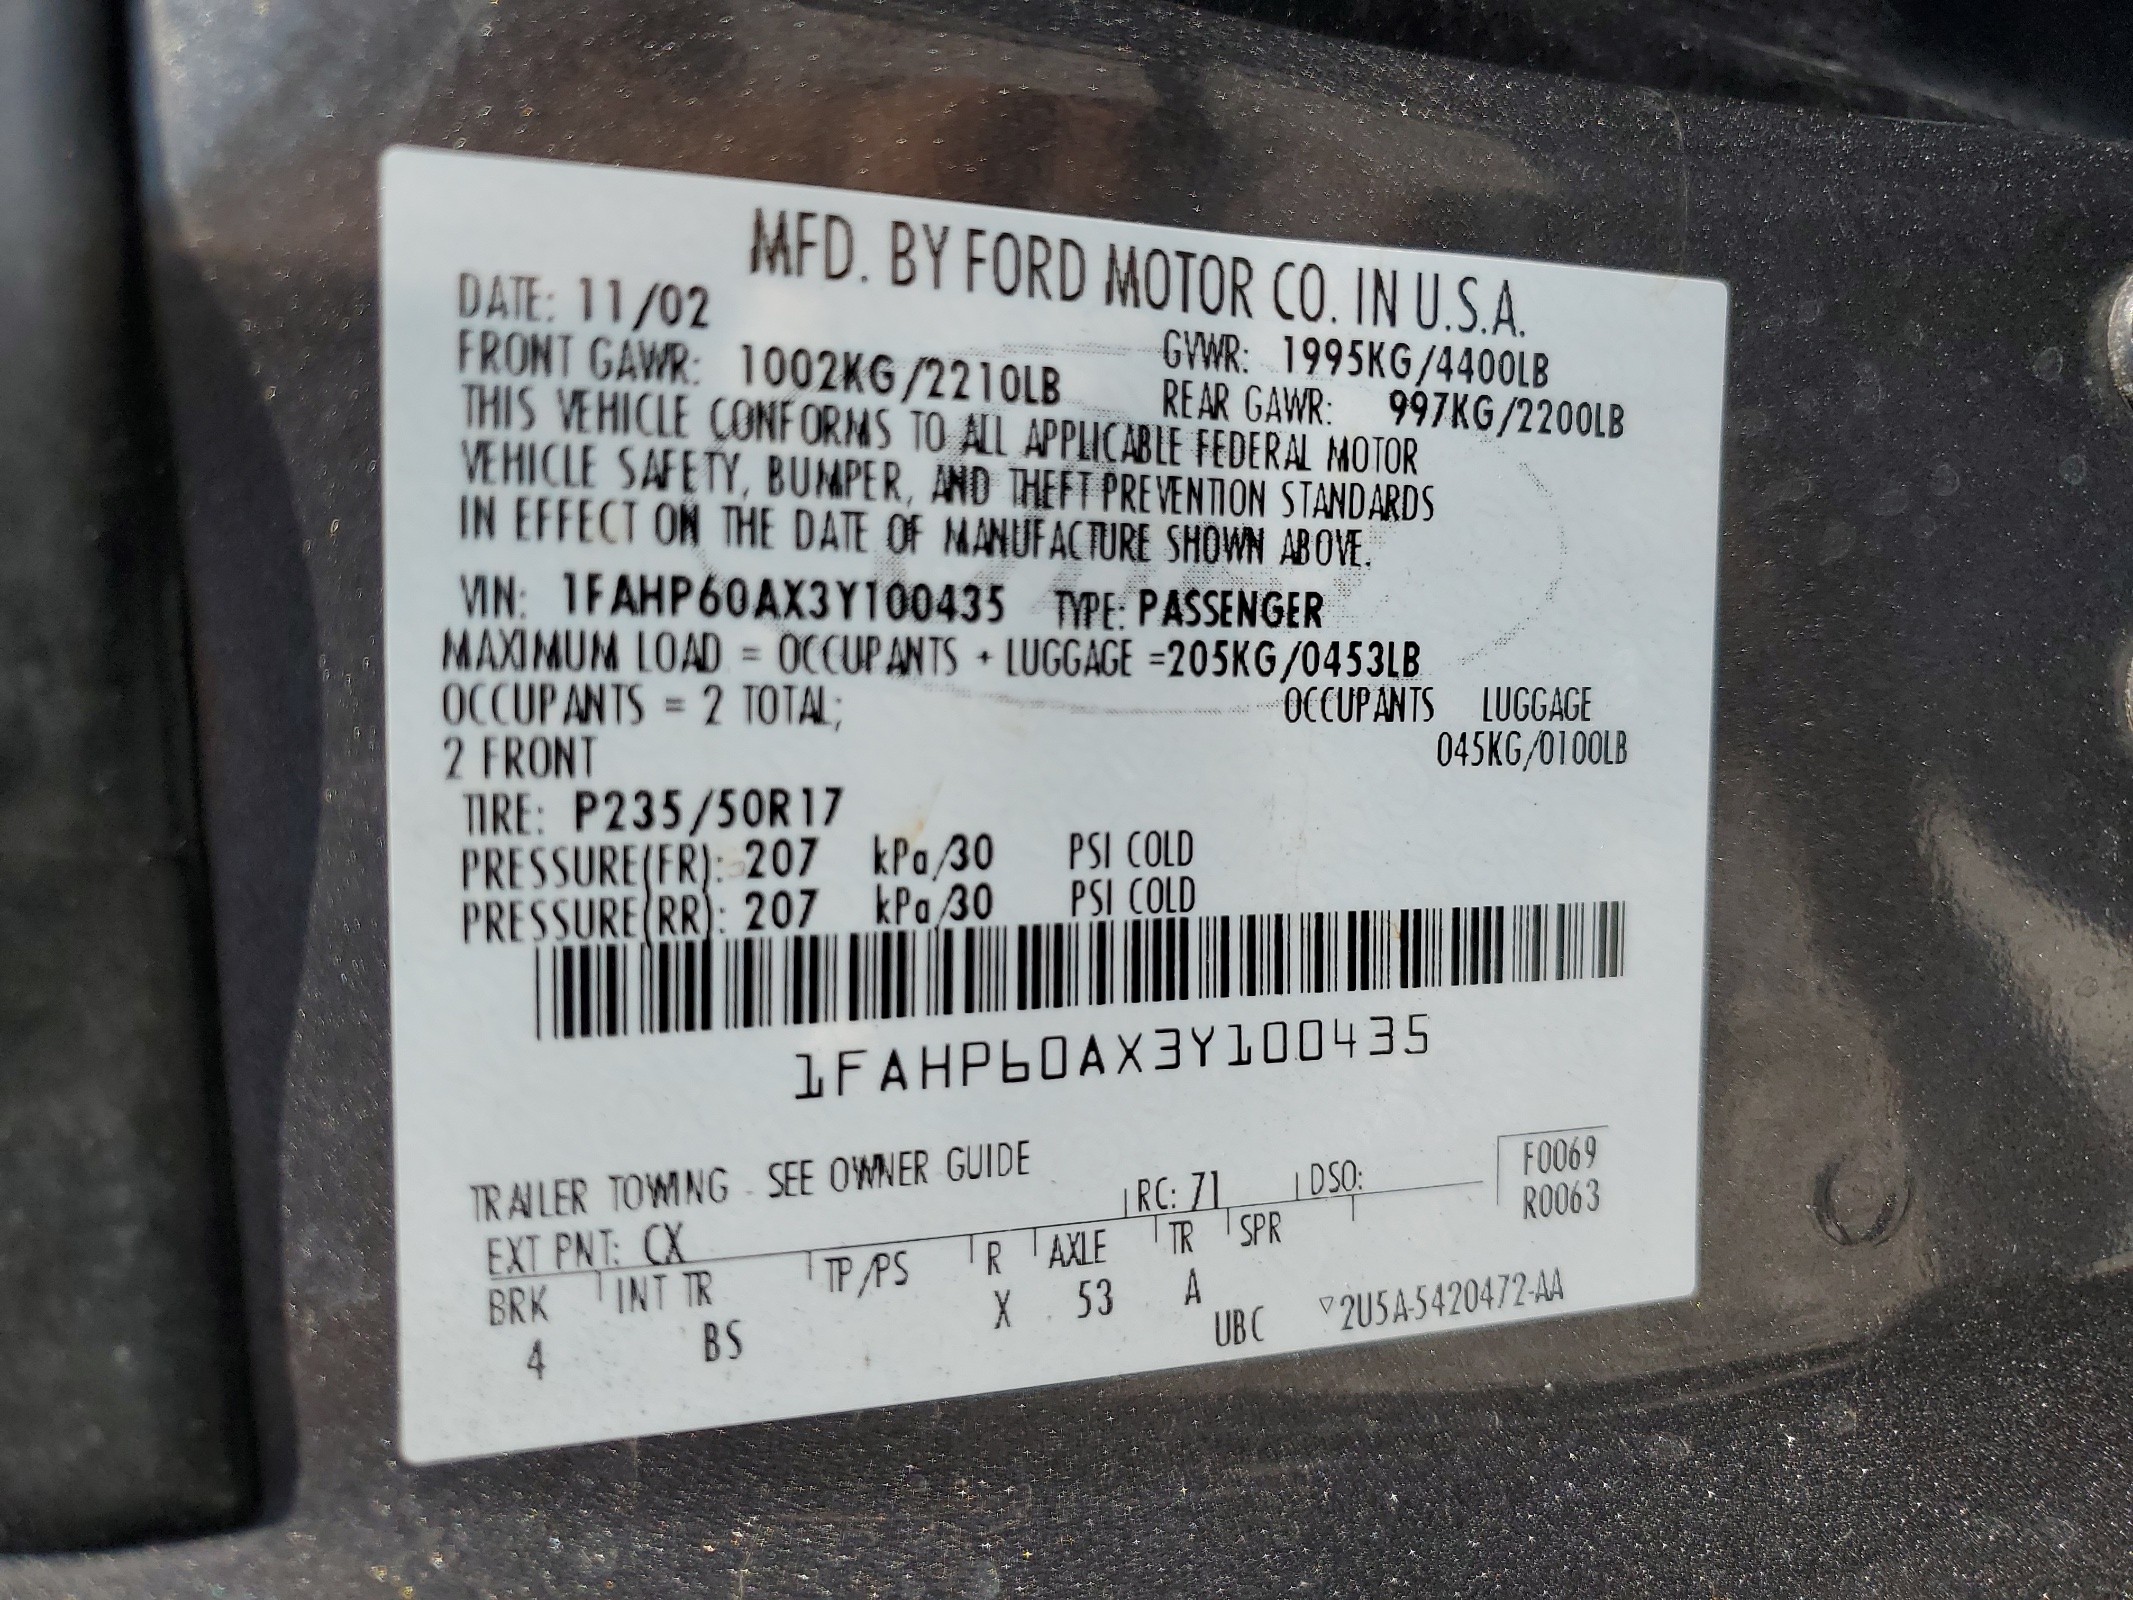 MFD. BY FORD MOTOR CO. IN U.S.A.
DATE: 11/02 GVWR: 1995KG/4400LB
FRONT GAWR: 1002KG/2210LB REAR GAWR: 997KG/2200LB
THIS VEHICLE CONFORMS TO ALL APPLICABLE FEDERAL MOTOR
VEHICLE SAFETY, BUMPER, AND THEFT PREVENTION STANDARDS
IN EFFECT ON THE DATE OF MANUFACTURE SHOWN ABOVE.
VIN: 1FAHP60AX3Y100435 TYPE: PASSENGER
MAXIMUM LOAD = OCCUPANTS + LUGGAGE =205KG/0453LB
OCCUPANTS = 2 TOTAL; OCCUPANTS LUGGAGE
2 FRONT 045KG/0100LB
TIRE: P235/50R17
PRESSURE(FR): 207 kPa/30 PSI COLD
PRESSURE(RR): 207 kPa/30 PSI COLD
1FAHP60AX3Y100435
TRAILER TOWING - SEE OWNER GUIDE
F0069
EXT PNT: CX RC: 71 DSO: R0063
BRK INT TR TP/PS R AXLE TR SPR
4 BS X 53 A
UBC ▽2U5A-5420472-AA